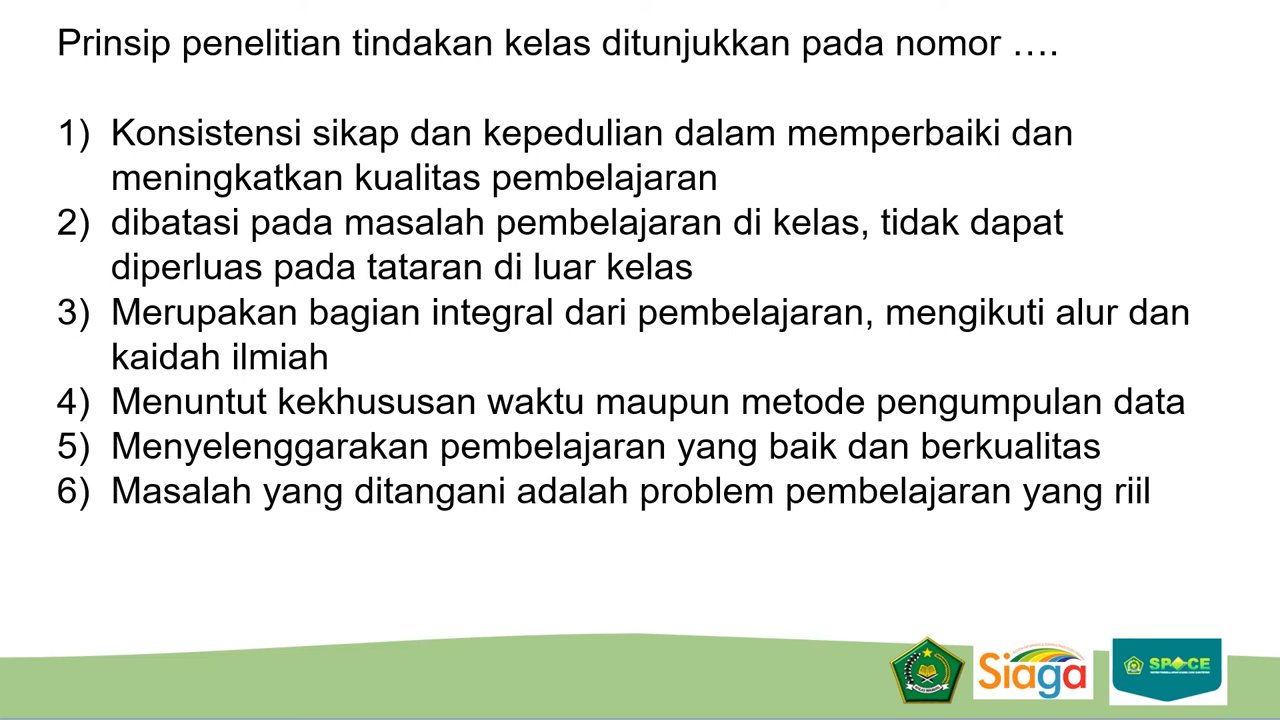 Prinsip penelitian tindakan kelas ditunjukkan pada nomor ….
1) Konsistensi sikap dan kepedulian dalam memperbaiki dan
meningkatkan kualitas pembelajaran
2) dibatasi pada masalah pembelajaran di kelas, tidak dapat
diperluas pada tataran di luar kelas
3) Merupakan bagian integral dari pembelajaran, mengikuti alur dan
kaidah ilmiah
4) Menuntut kekhususan waktu maupun metode pengumpulan data
5) Menyelenggarakan pembelajaran yang baik dan berkualitas
6) Masalah yang ditangani adalah problem pembelajaran yang riil
Siaga
SPACE